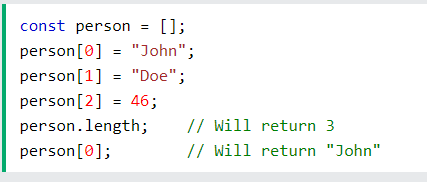 const person = [];
person[0] = "John";
person[1] = "Doe";
person[2] = 46;
person.length;    // Will return 3
person[0];        // Will return "John"